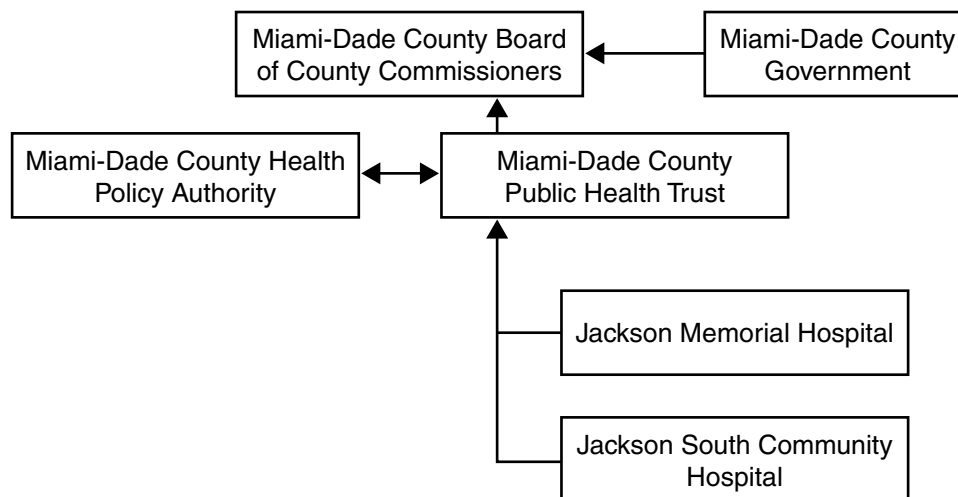 Miami-Dade County Board
of County Commissioners
Miami-Dade County
Government
Miami-Dade County Health
Policy Authority
Miami-Dade County
Public Health Trust
Jackson Memorial Hospital
Jackson South Community
Hospital